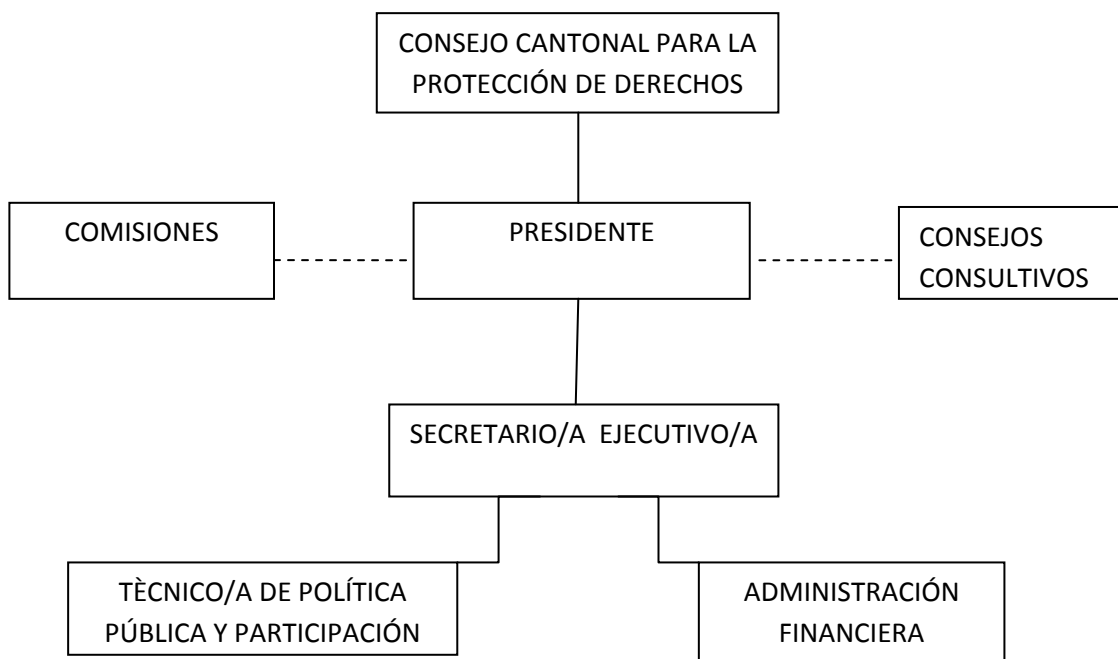 CONSEJO CANTONAL PARA LA
PROTECCIÓN DE DERECHOS
COMISIONES
PRESIDENTE
CONSEJOS
CONSULTIVOS
SECRETARIO/A EJECUTIVO/A
TÈCNICO/A DE POLÍTICA
PÚBLICA Y PARTICIPACIÓN
ADMINISTRACIÓN
FINANCIERA